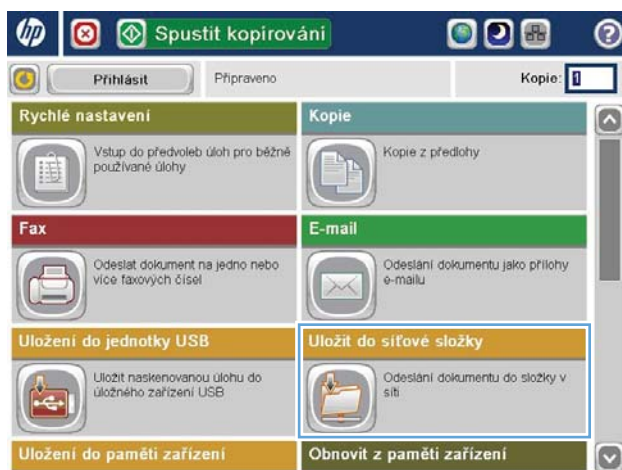 hp
Spustit kopírování
?
Přihlásit
Připraveno
Kopie: 1
Rychlé nastavení
Vstup do předvoleb úloh pro běžně
používané úlohy
Kopie
Kopie z předlohy
Fax
Odeslat dokument na jedno nebo
více faxových čísel
E-mail
Odeslání dokumentu jako přílohy
e-mailu
Uložení do jednotky USB
Uložit naskenovanou úlohu do
úložného zařízení USB
Uložit do síťové složky
Odeslání dokumentu do složky v
síti
Uložení do paměti zařízení
Obnovit z paměti zařízení